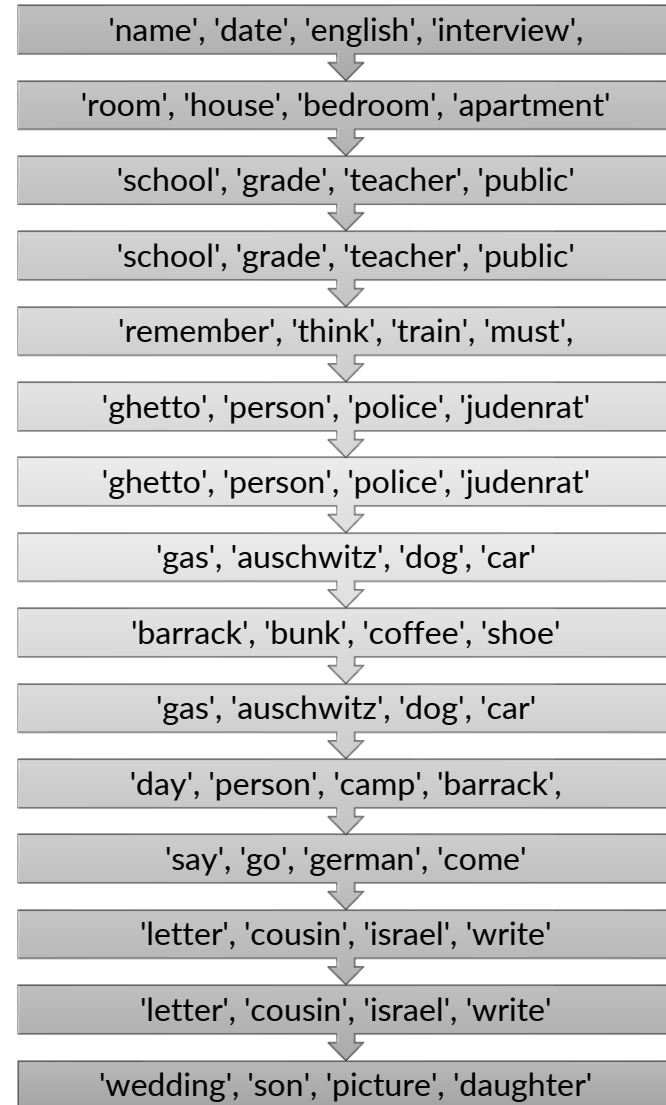 'name', 'date', 'english', 'interview',
'room', 'house', 'bedroom', 'apartment'
'school', 'grade', 'teacher', 'public'
'school', 'grade', 'teacher', 'public'
'remember', 'think', 'train', 'must',
'ghetto', 'person', 'police', 'judenrat'
'ghetto', 'person', 'police', 'judenrat'
'gas', 'auschwitz', 'dog', 'car'
'barrack', 'bunk', 'coffee', 'shoe'
'gas', 'auschwitz', 'dog', 'car'
'day', 'person', 'camp', 'barrack',
'say', 'go', 'german', 'come'
'letter', 'cousin', 'israel', 'write'
'letter', 'cousin', 'israel', 'write'
'wedding', 'son', 'picture', 'daughter'